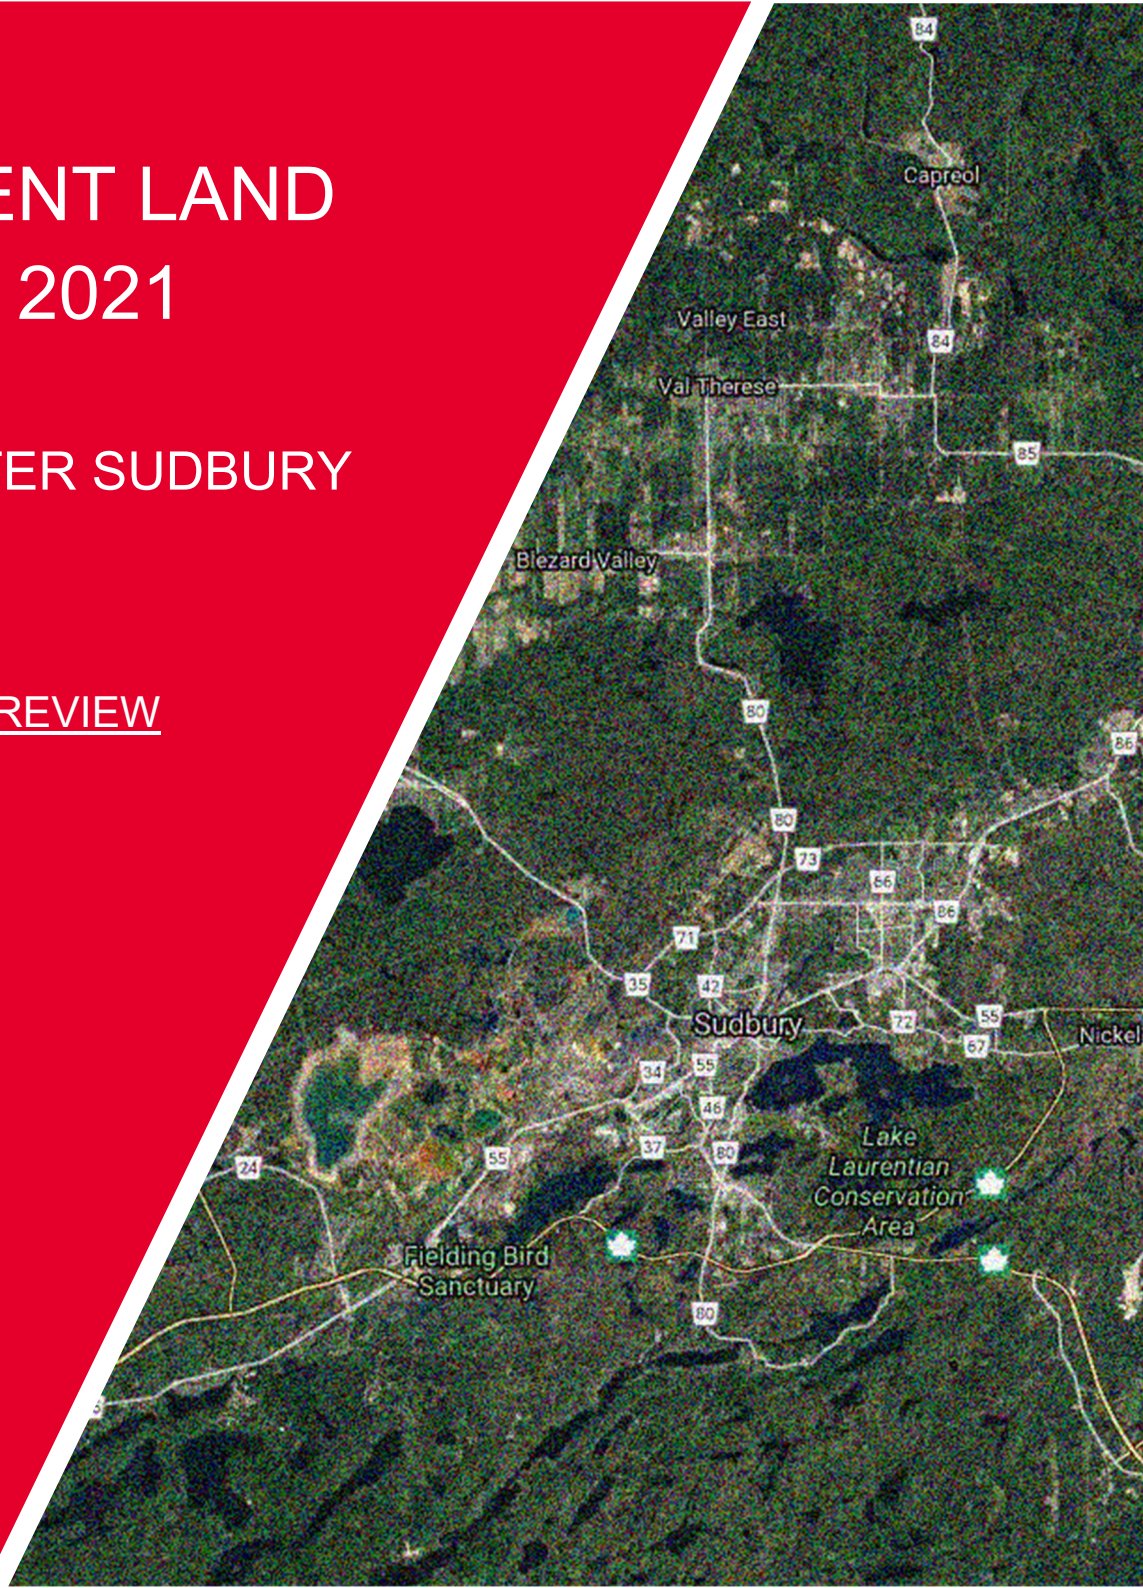 ENT LAND
2021
TER SUDBURY
REVIEW
84
Capreol
Valley East
84
Val Therese
85
Blezard Valley
80
86
80
73
66
86
71
35
42
Sudbury
72
55
67
Nickel
34
55
46
37
80
55
24
Lake
Laurentian
Conservation
Area
Fielding Bird
Sanctuary
80